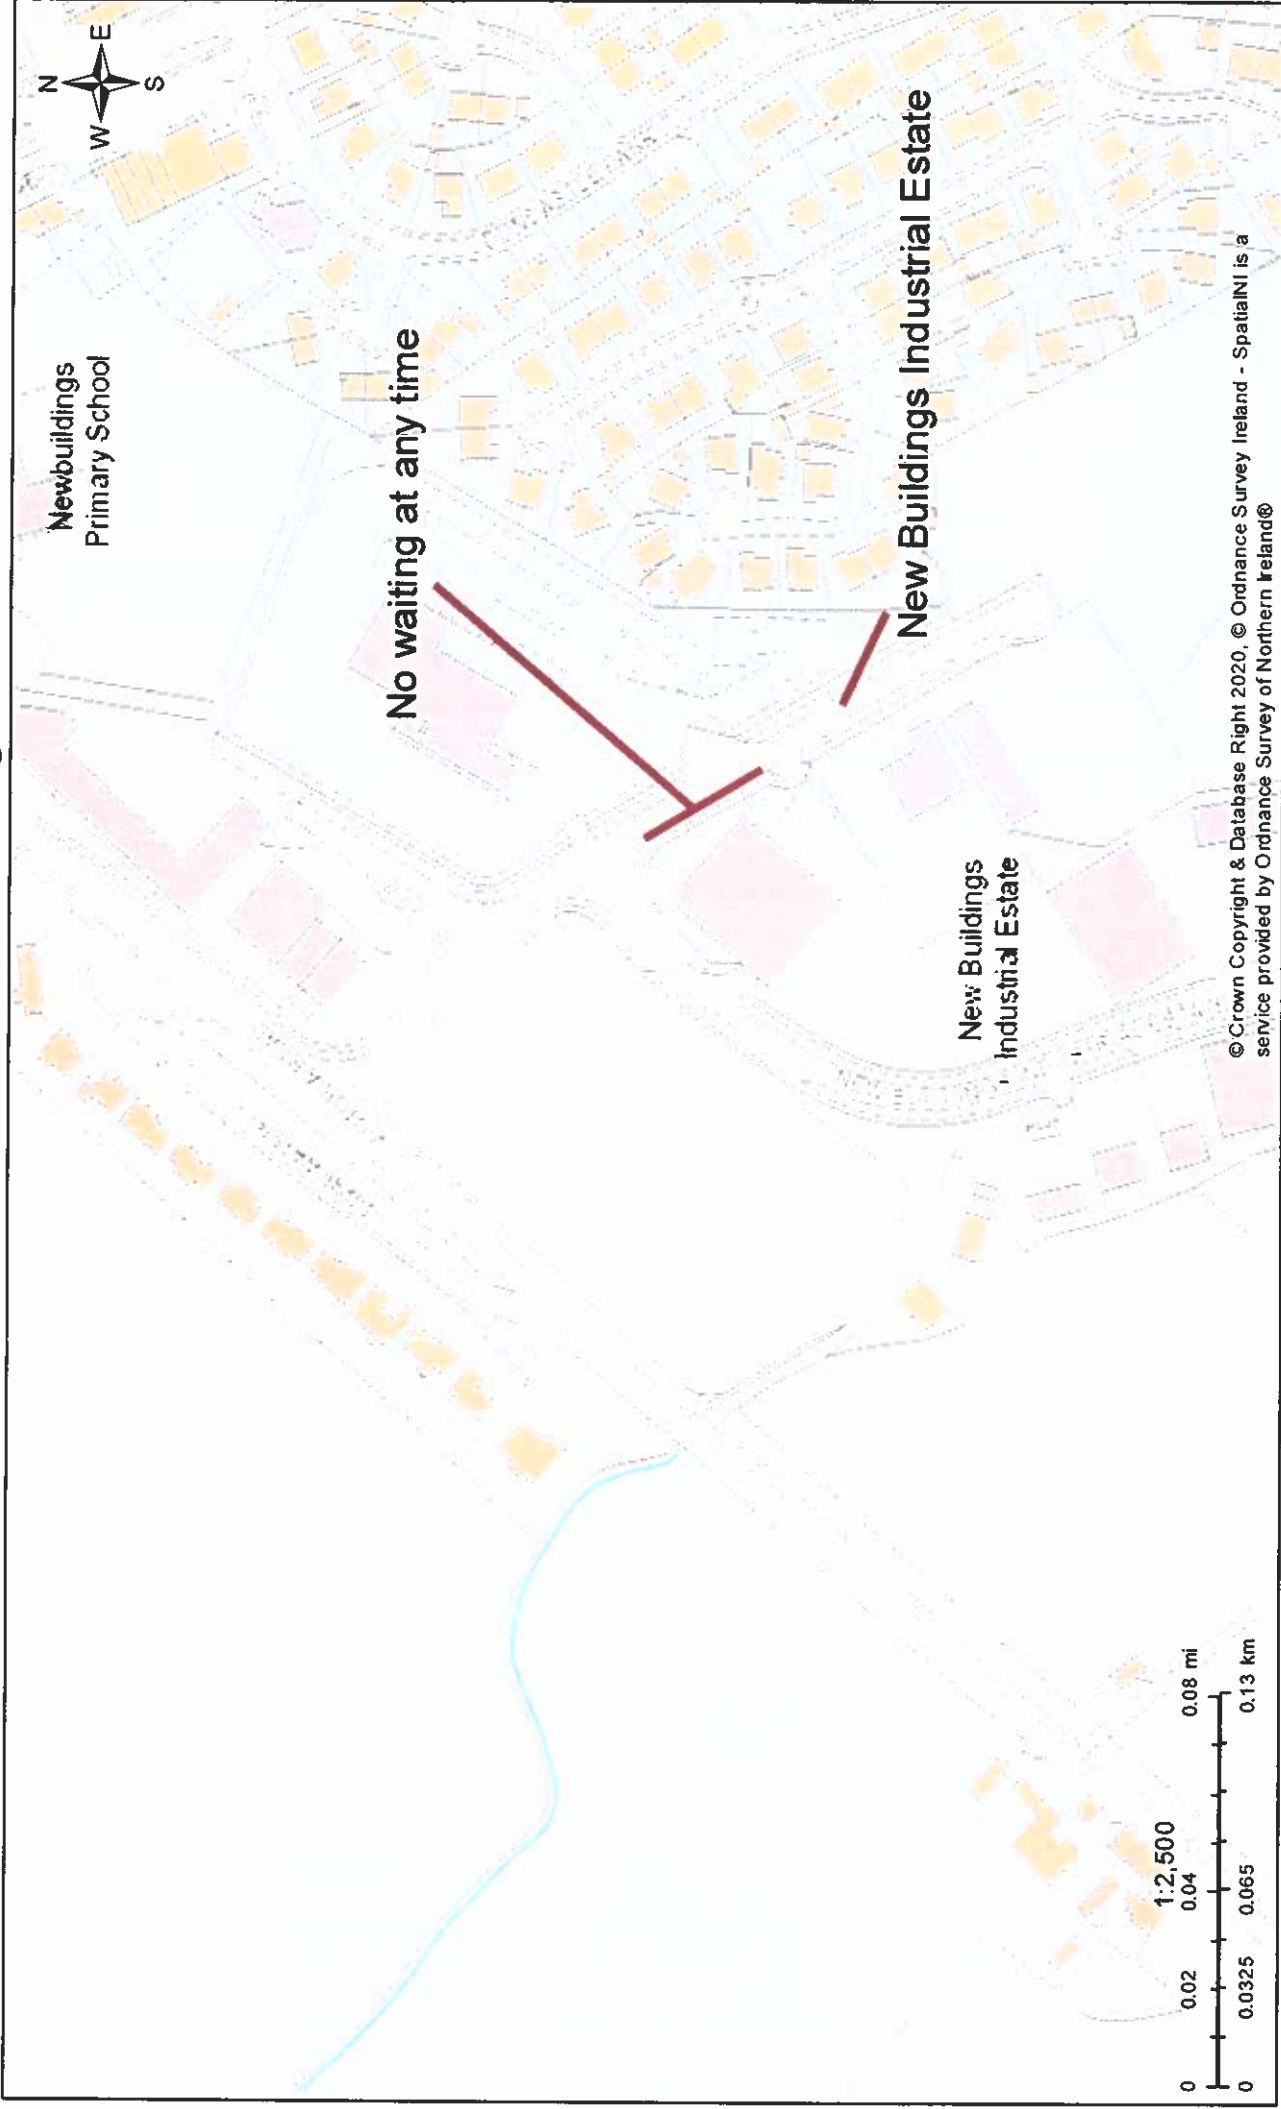 N
W E
S
Newbuildings
Primary School
No waiting at any time
New Buildings Industrial Estate
New Buildings
Industrial Estate
1:2,500
0 0.02 0.04 0.08 mi
0 0.0325 0.065 0.13 km
© Crown Copyright & Database Right 2020, © Ordnance Survey Ireland - SpatialNI is a
service provided by Ordnance Survey of Northern Ireland®